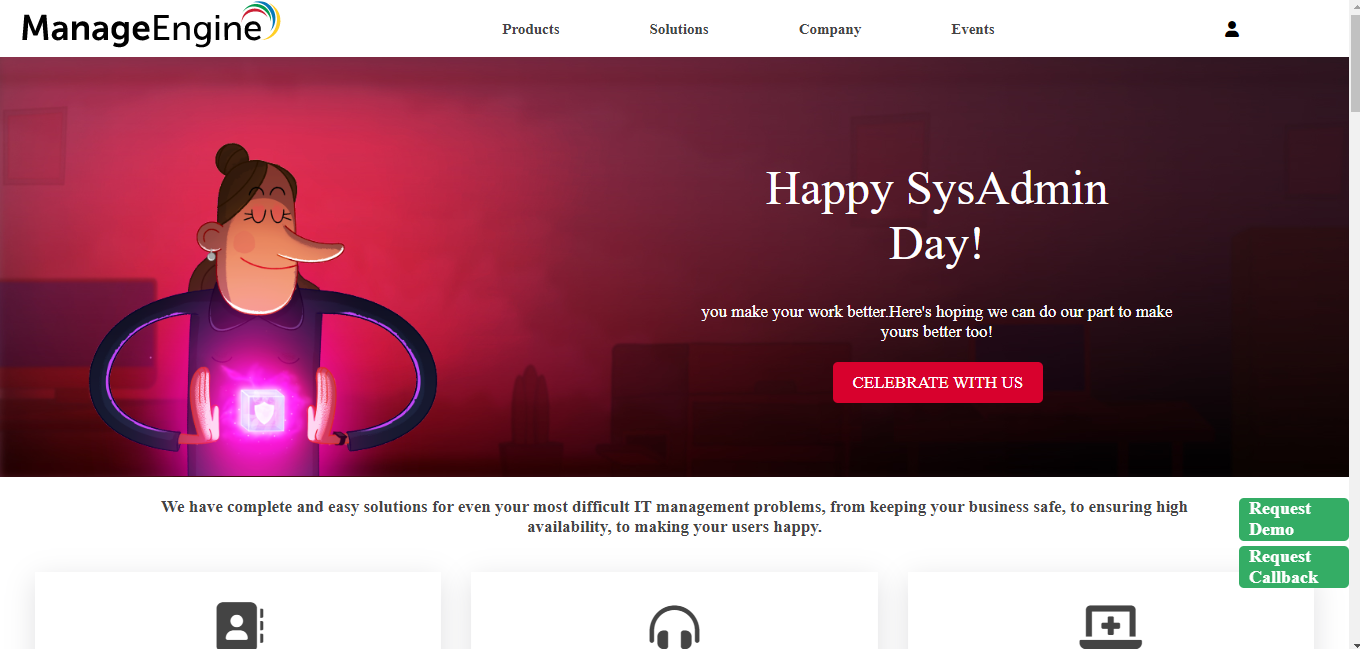 ManageEngine
Products
Solutions
Company
Events
Happy SysAdmin
Day!
you make your work better.Here's hoping we can do our part to make
yours better too!
CELEBRATE WITH US
We have complete and easy solutions for even your most difficult IT management problems, from keeping your business safe, to ensuring high
availability, to making your users happy.
Request
Demo
Request
Callback